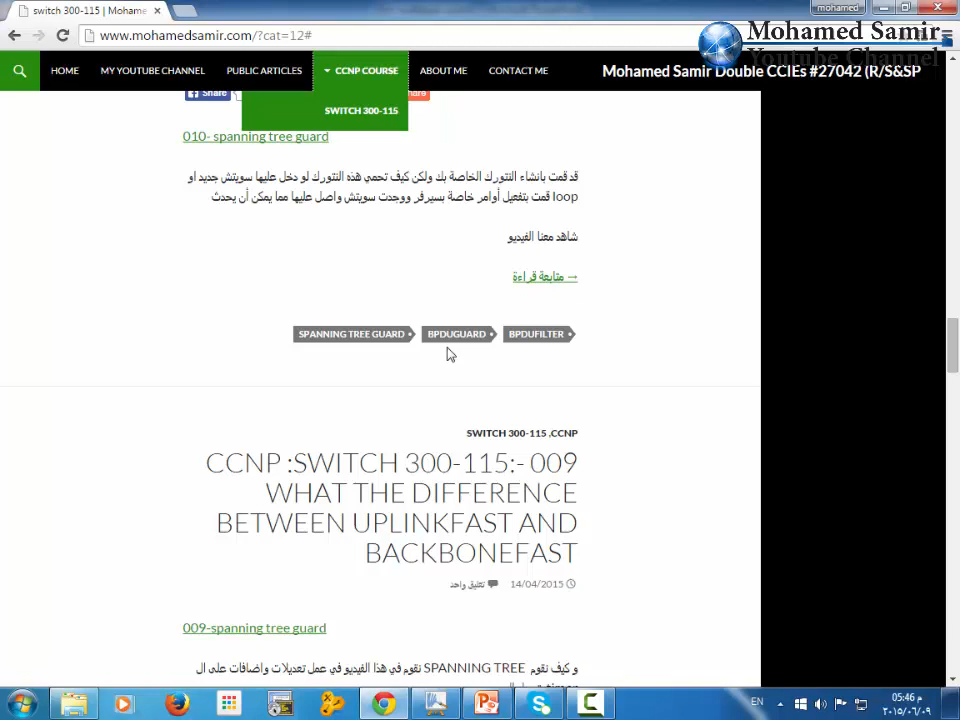 switch 300-115 | Mohame
mohamed
www.mohamedsamir.com/?cat=12#
Mohamed Samir
Youtube Channel
HOME
MY YOUTUBE CHANNEL
PUBLIC ARTICLES
CCNP COURSE
ABOUT ME
CONTACT ME
Mohamed Samir Double CCIEs #27042 (R/S&SP
Share
SWITCH 300-115
010- spanning tree guard
قد قمت بانشاء النتورك الخاصة بك ولكن كيف تحمي هذه النتورك لو دخل عليها سويتش جديد او
loop قمت بتفعيل أوامر خاصة بسيرفر ووجدت سويتش واصل عليها مما يمكن أن يحدث
شاهد معنا الفيديو
متابعة قراءة →
SPANNING TREE GUARD
BPDUGUARD
BPDUFILTER
SWITCH 300-115 ,CCNP
CCNP :SWITCH 300-115:- 009
WHAT THE DIFFERENCE
BETWEEN UPLINKFAST AND
BACKBONEFAST
تعليق واحد
14/04/2015
009-spanning tree guard
و كيف نقوم SPANNING TREE نقوم في هذا الفيديو في عمل تعديلات واضافات على ال
EN
05:46 م
٢٠١٥/٠٦/٠٩